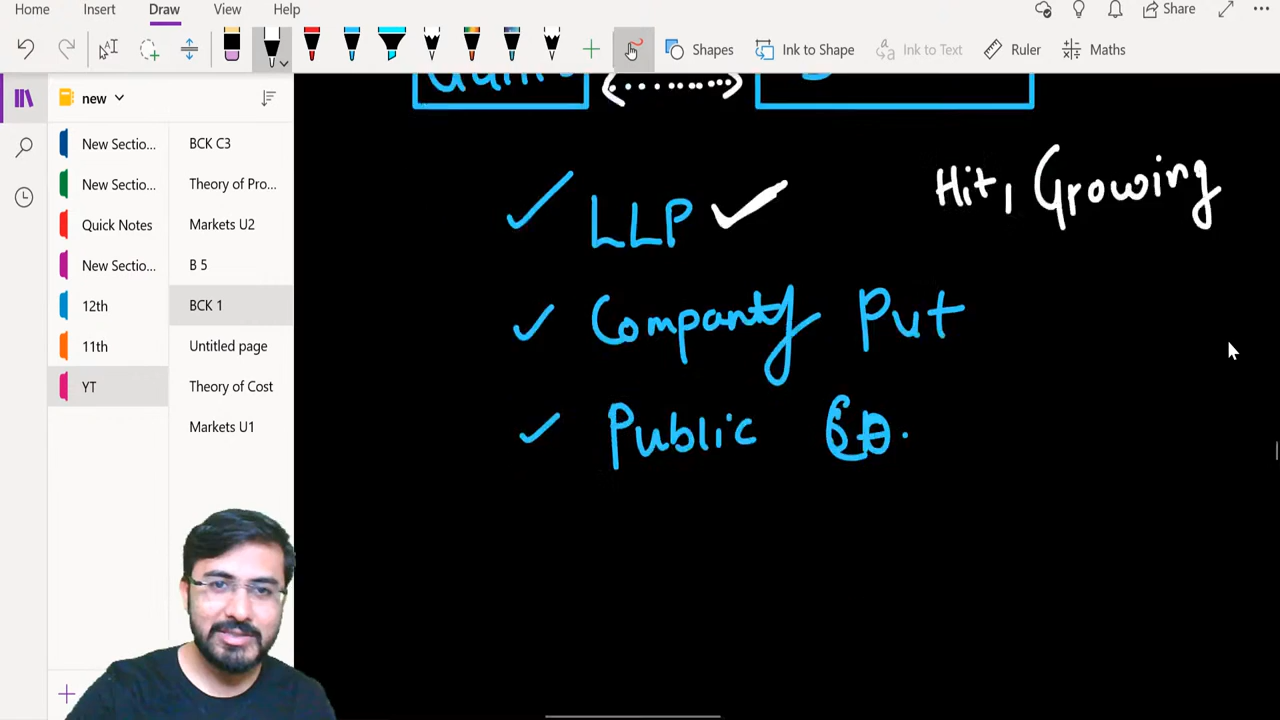 Home Insert Draw View Help Share
Shapes Ink to Shape Ink to Text Ruler Maths
new
New Sectio... BCK C3
New Sectio... Theory of Pro...
Quick Notes Markets U2
New Sectio... B 5
12th BCK 1
11th Untitled page
YT Theory of Cost
Markets U1
Hit, Growing
LLP
Company Put
Public